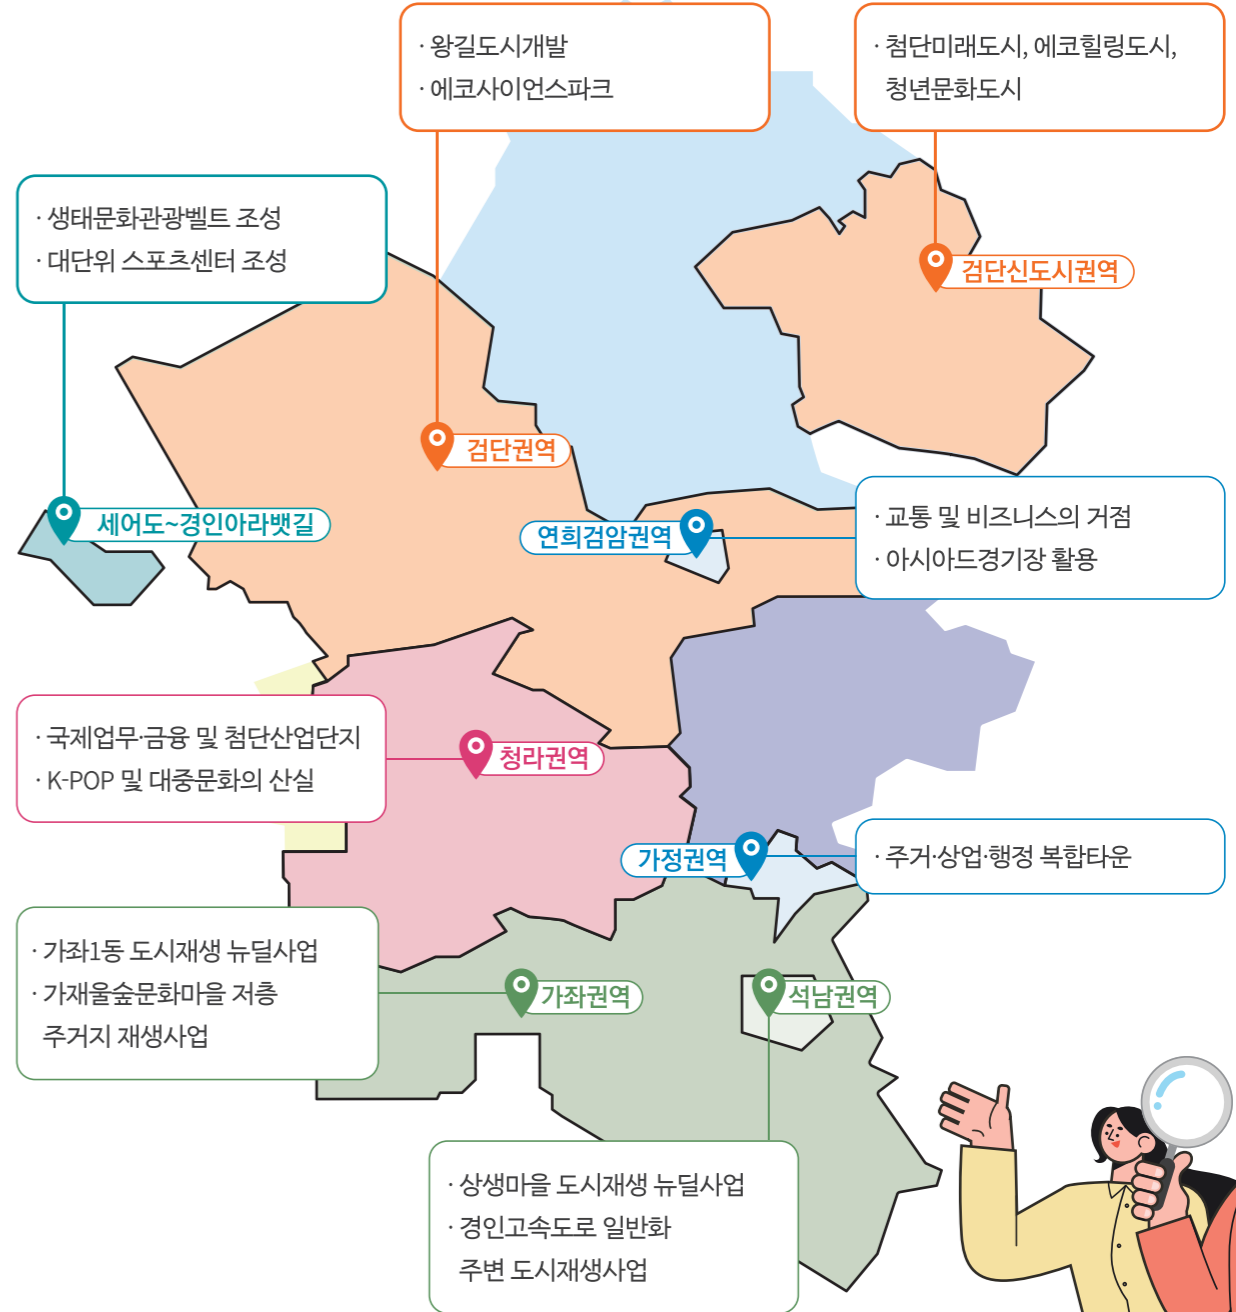 · 왕길도시개발
· 에코사이언스파크
· 첨단미래도시, 에코힐링도시,
청년문화도시
· 생태문화관광벨트 조성
· 대단위 스포츠센터 조성
검단신도시권역
검단권역
세어도~경인아라뱃길
연희검암권역
· 교통 및 비즈니스의 거점
· 아시아드경기장 활용
· 국제업무·금융 및 첨단산업단지
· K-POP 및 대중문화의 산실
청라권역
가정권역
· 주거·상업·행정 복합타운
· 가좌1동 도시재생 뉴딜사업
· 가재울숲문화마을 저층
주거지 재생사업
가좌권역
석남권역
· 상생마을 도시재생 뉴딜사업
· 경인고속도로 일반화
주변 도시재생사업